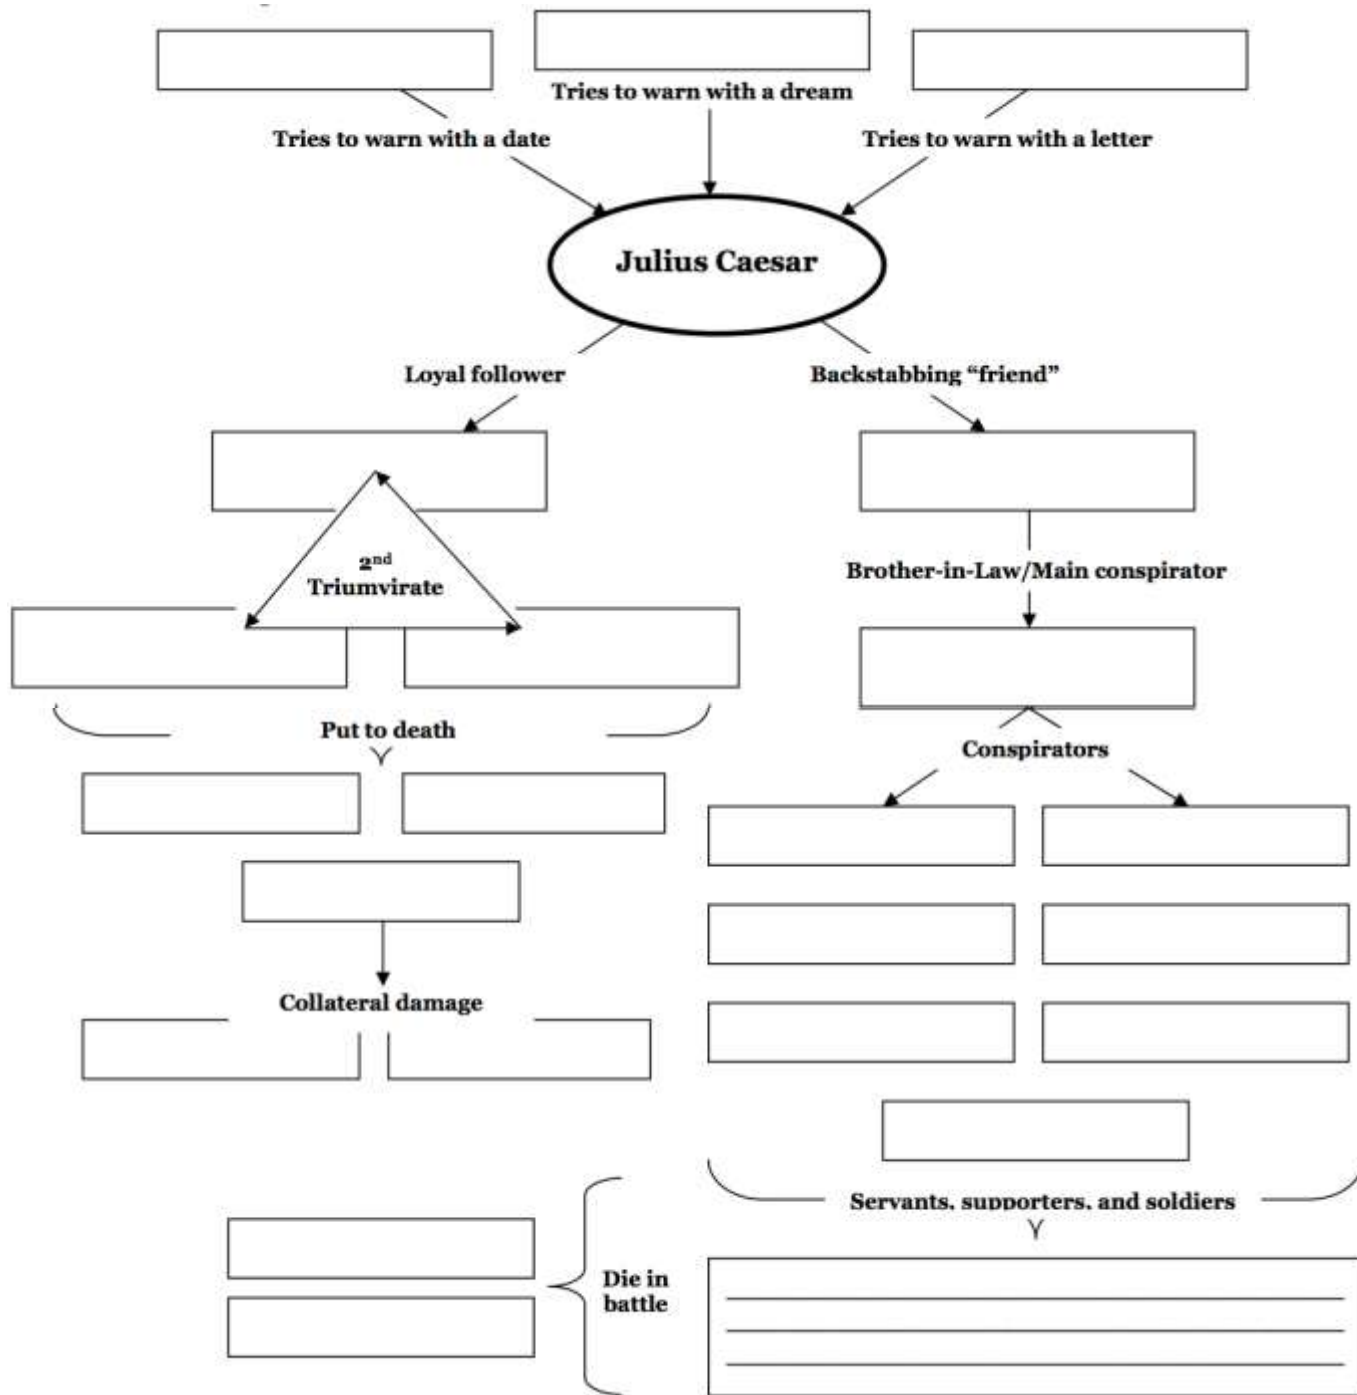 Tries to warn with a dream
Tries to warn with a date
Tries to warn with a letter
Julius Caesar
Loyal follower
Backstabbing “friend”
2nd
Triumvirate
Brother-in-Law/Main conspirator
Put to death
Conspirators
Collateral damage
Servants, supporters, and soldiers
Die in
battle